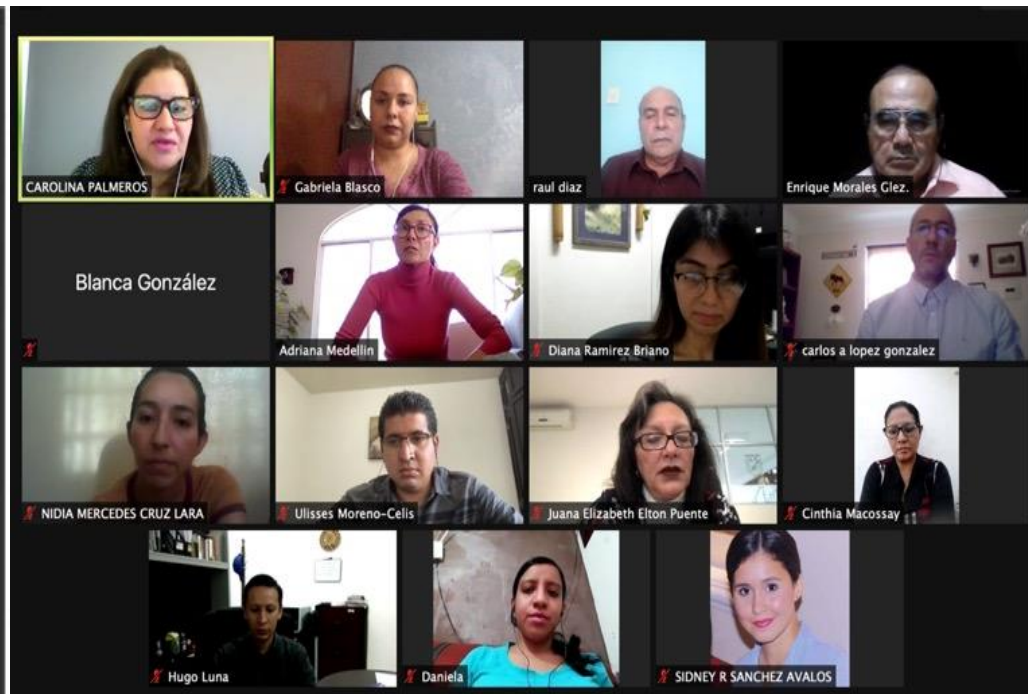 CAROLINA PALMEROS
Gabriela Blasco
raul diaz
Enrique Morales Glez.
Blanca González
Adriana Medellin
Diana Ramirez Briano
carlos a lopez gonzalez
NIDIA MERCEDES CRUZ LARA
Ulisses Moreno-Celis
Juana Elizabeth Elton Puente
Cinthia Macossay
Hugo Luna
Daniela
SIDNEY R SANCHEZ AVALOS